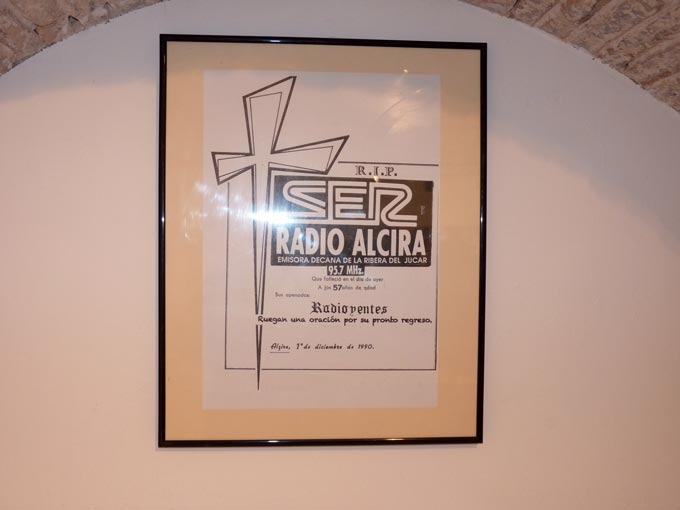 R.I.P.
SER
RADIO ALCIRA
EMISORA DECANA DE LA RIBERA DEL JUCAR
95.7 MHz.
Que falleció en el día de ayer
A los 57 años de edad
Sus apenados:
Radioyentes
Ruegan una oración por su pronto regreso.
Alzira, 1º de diciembre de 1990.